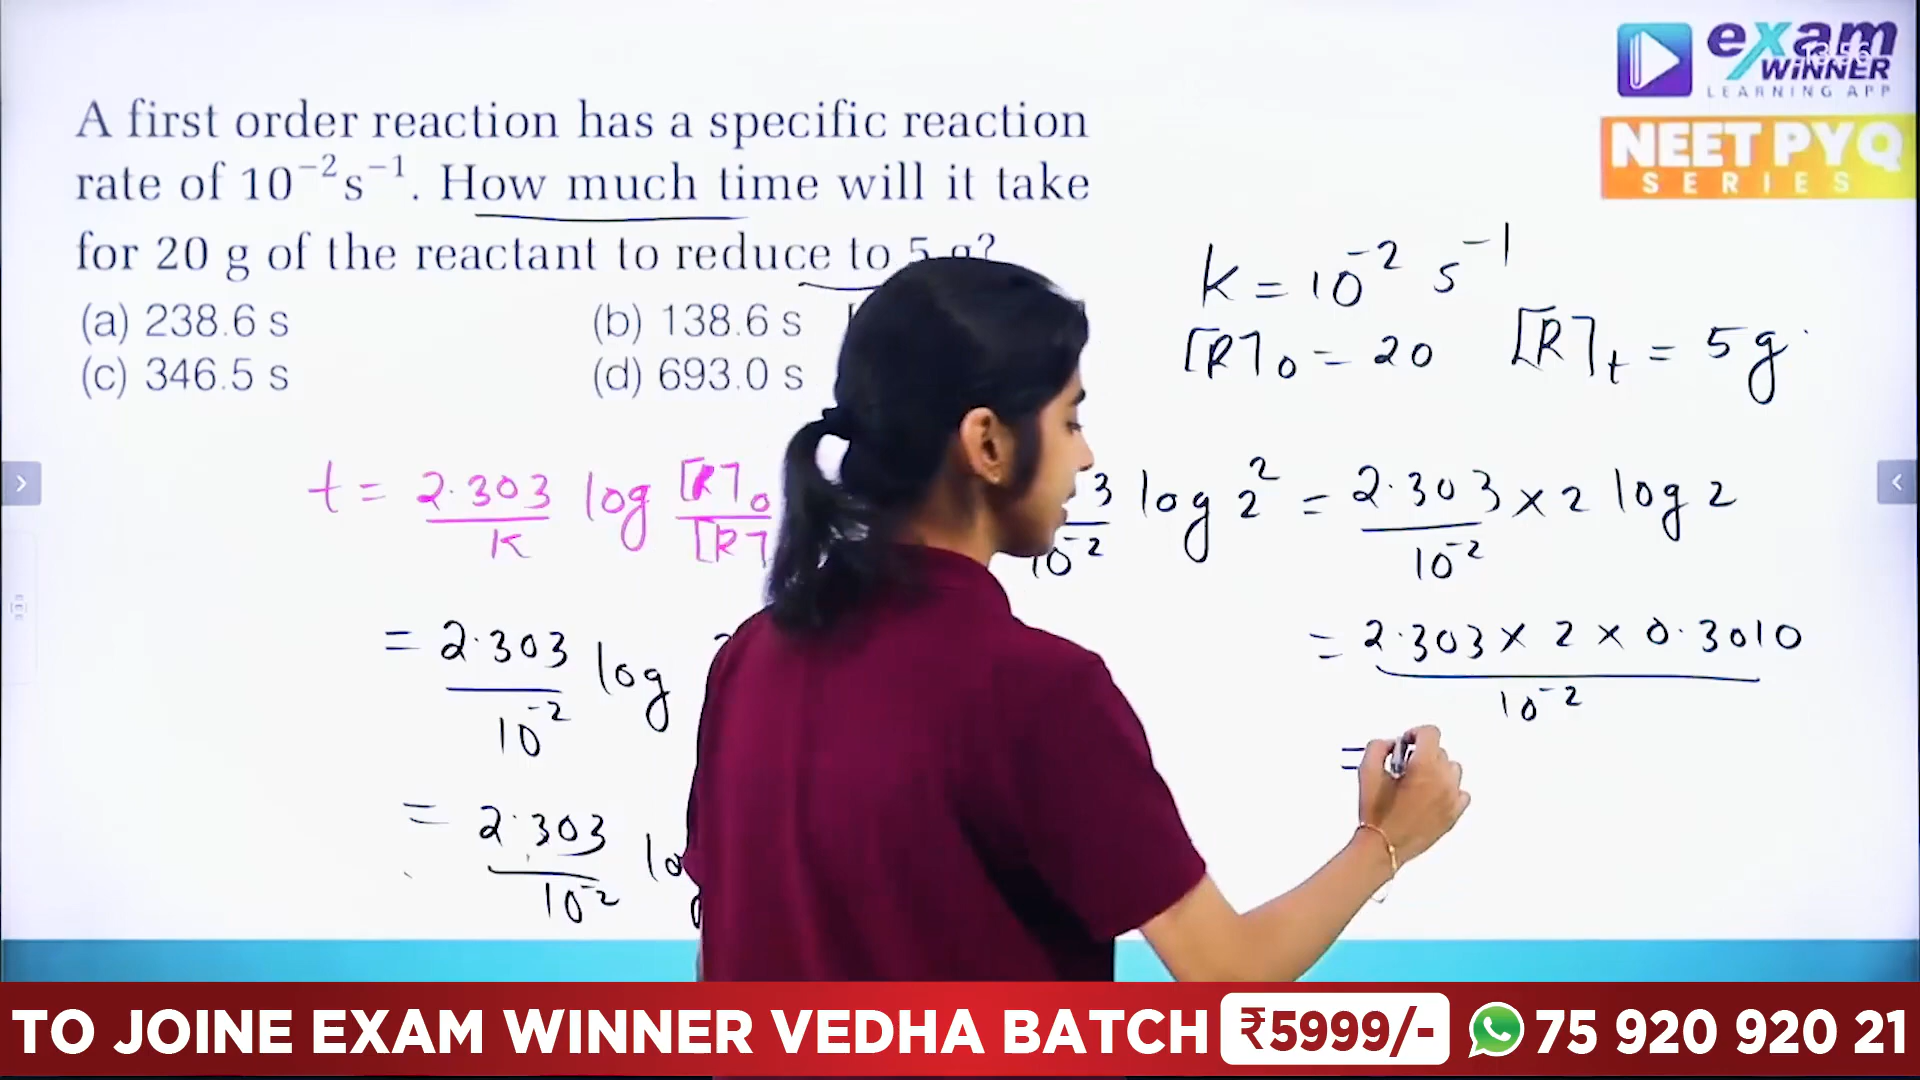 exam
WINNER
LEARNING APP
NEET PYQ
SERIES
A first order reaction has a specific reaction
rate of 10⁻² s⁻¹. How much time will it take
for 20 g of the reactant to reduce to 5 g?
(a) 238.6 s (b) 138.6 s
(c) 346.5 s (d) 693.0 s
k = 10⁻² s⁻¹
[R]₀ = 20 [R]t = 5g
t = 2.303/K log [R]₀/[R]
= 2.303/10⁻² log
= 2.303/10⁻²
3/10⁻² log 2² = 2.303/10⁻² × 2 log 2
= 2.303 × 2 × 0.3010/10⁻²
=
TO JOINE EXAM WINNER VEDHA BATCH ₹5999/- 75 920 920 21